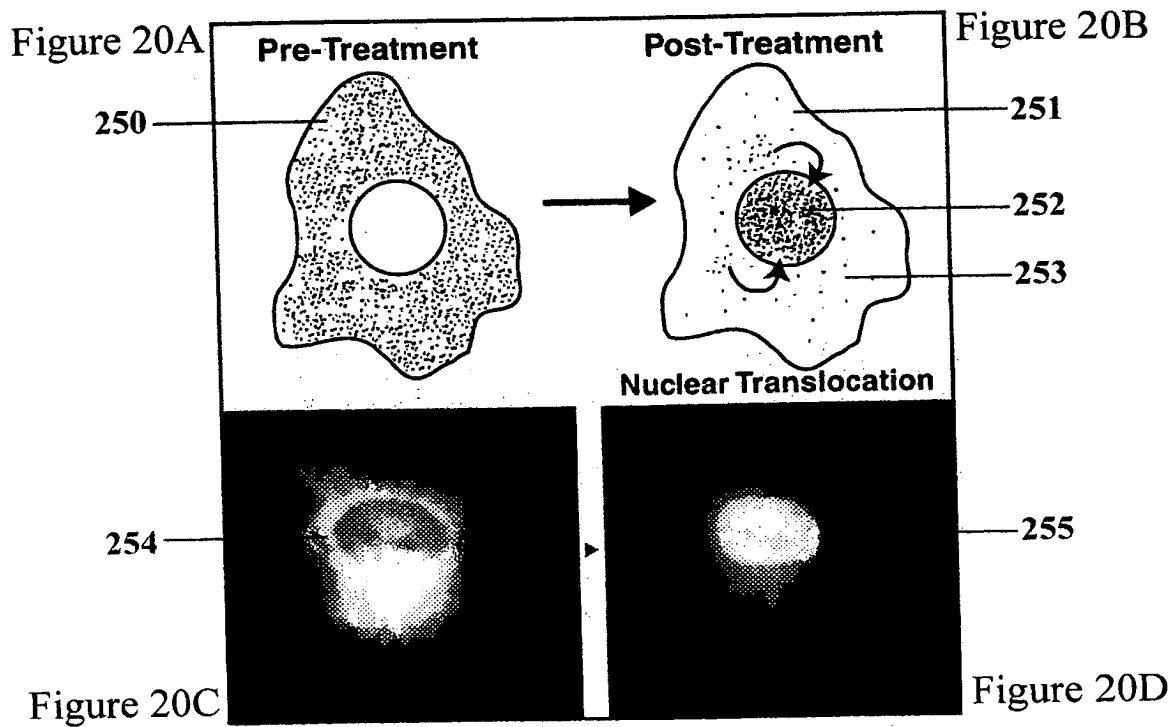 Figure 20A
Pre-Treatment
Post-Treatment
Figure 20B
250
251
252
253
Nuclear Translocation
254
255
Figure 20C
Figure 20D